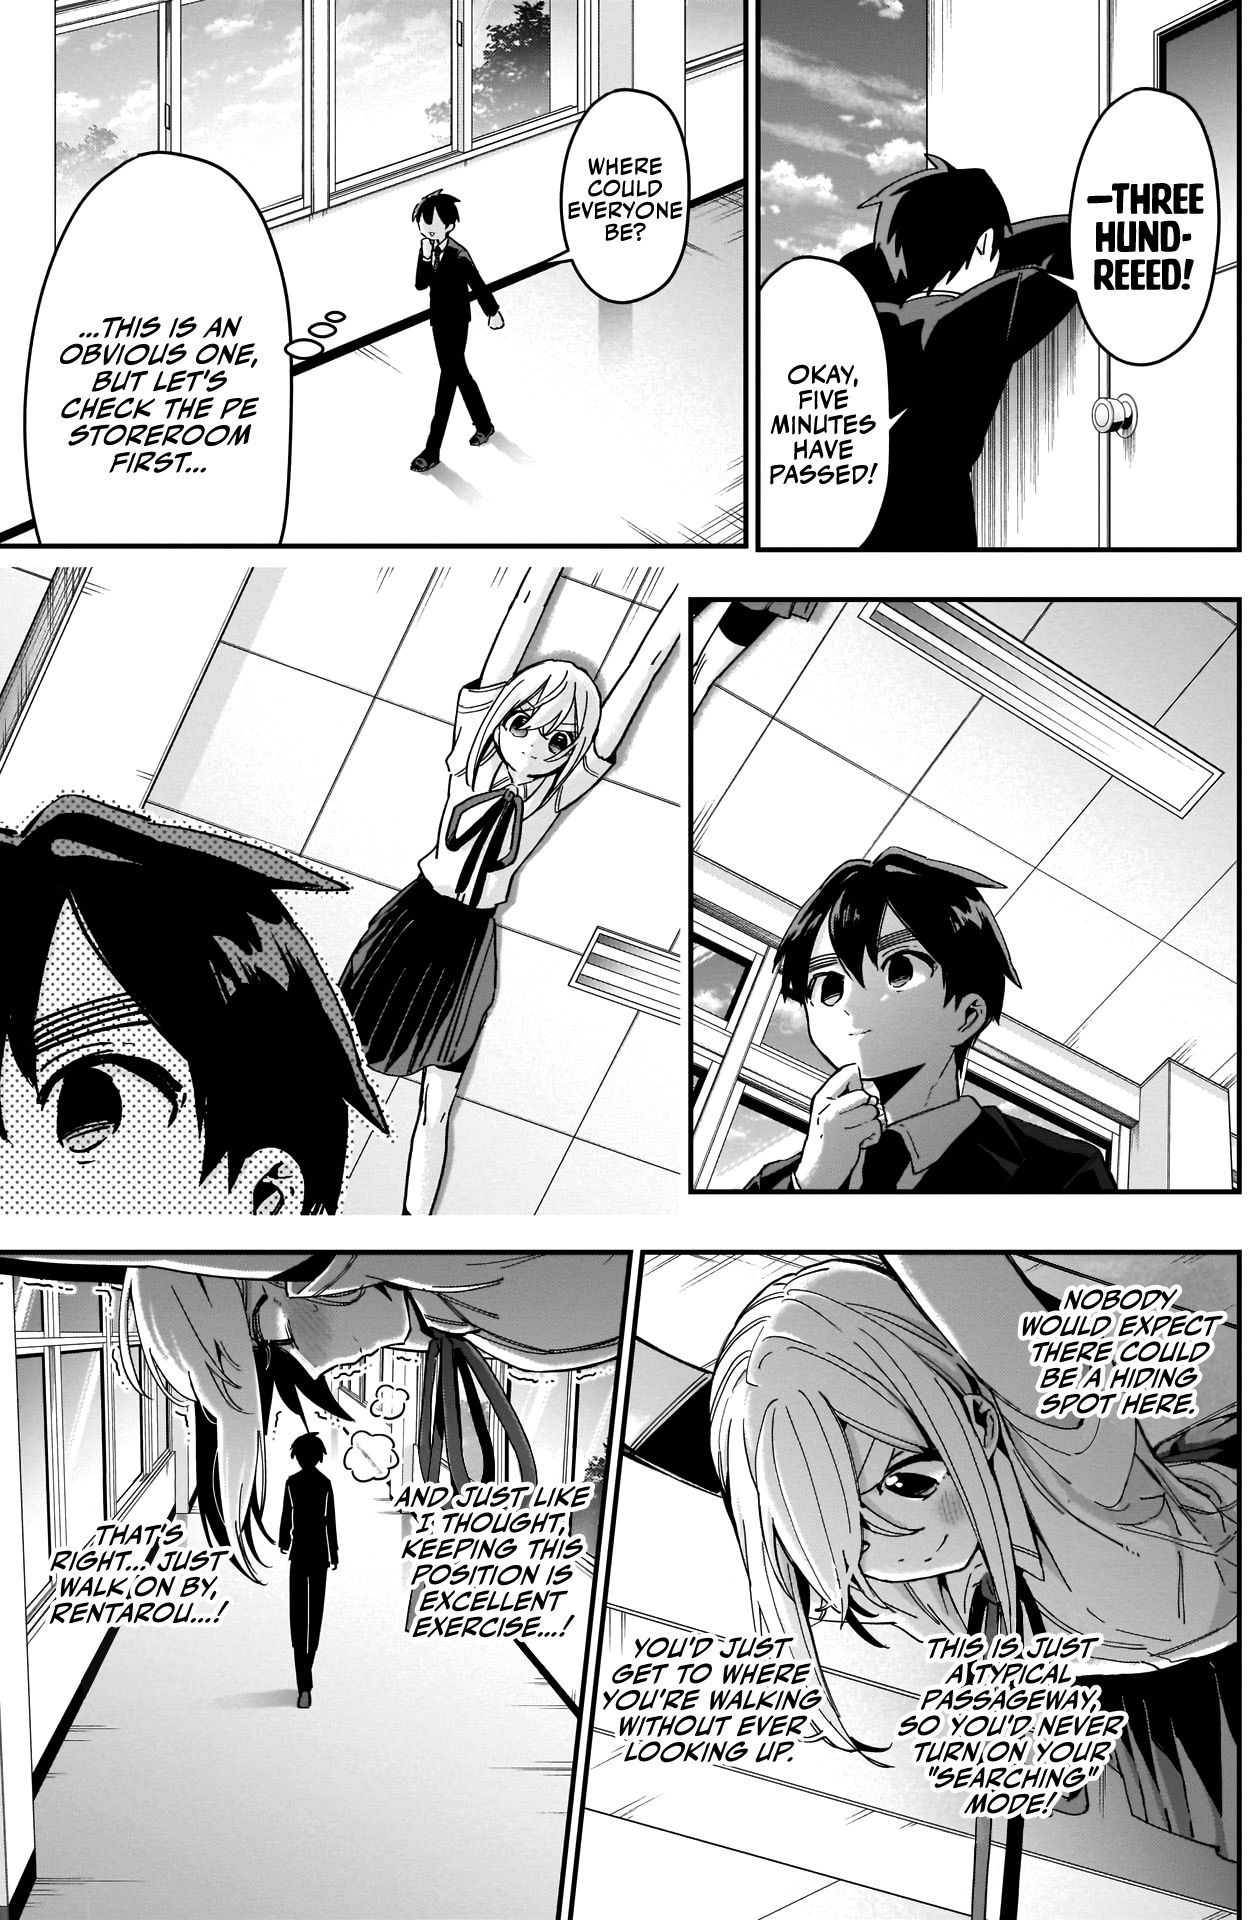 —THREE
HUND-
REEED!
OKAY,
FIVE
MINUTES
HAVE
PASSED!
WHERE
COULD
EVERYONE
BE?
...THIS IS AN
OBVIOUS ONE,
BUT LET'S
CHECK THE PE
STOREROOM
FIRST...
NOBODY
WOULD EXPECT
THERE COULD
BE A HIDING
SPOT HERE.
THIS IS JUST
A TYPICAL
PASSAGEWAY,
SO YOU'D NEVER
TURN ON YOUR
"SEARCHING"
MODE!
YOU'D JUST
GET TO WHERE
YOU'RE WALKING
WITHOUT EVER
LOOKING UP.
AND JUST LIKE
I THOUGHT,
KEEPING THIS
POSITION IS
EXCELLENT
EXERCISE...!
THAT'S
RIGHT... JUST
WALK ON BY,
RENTAROU...!